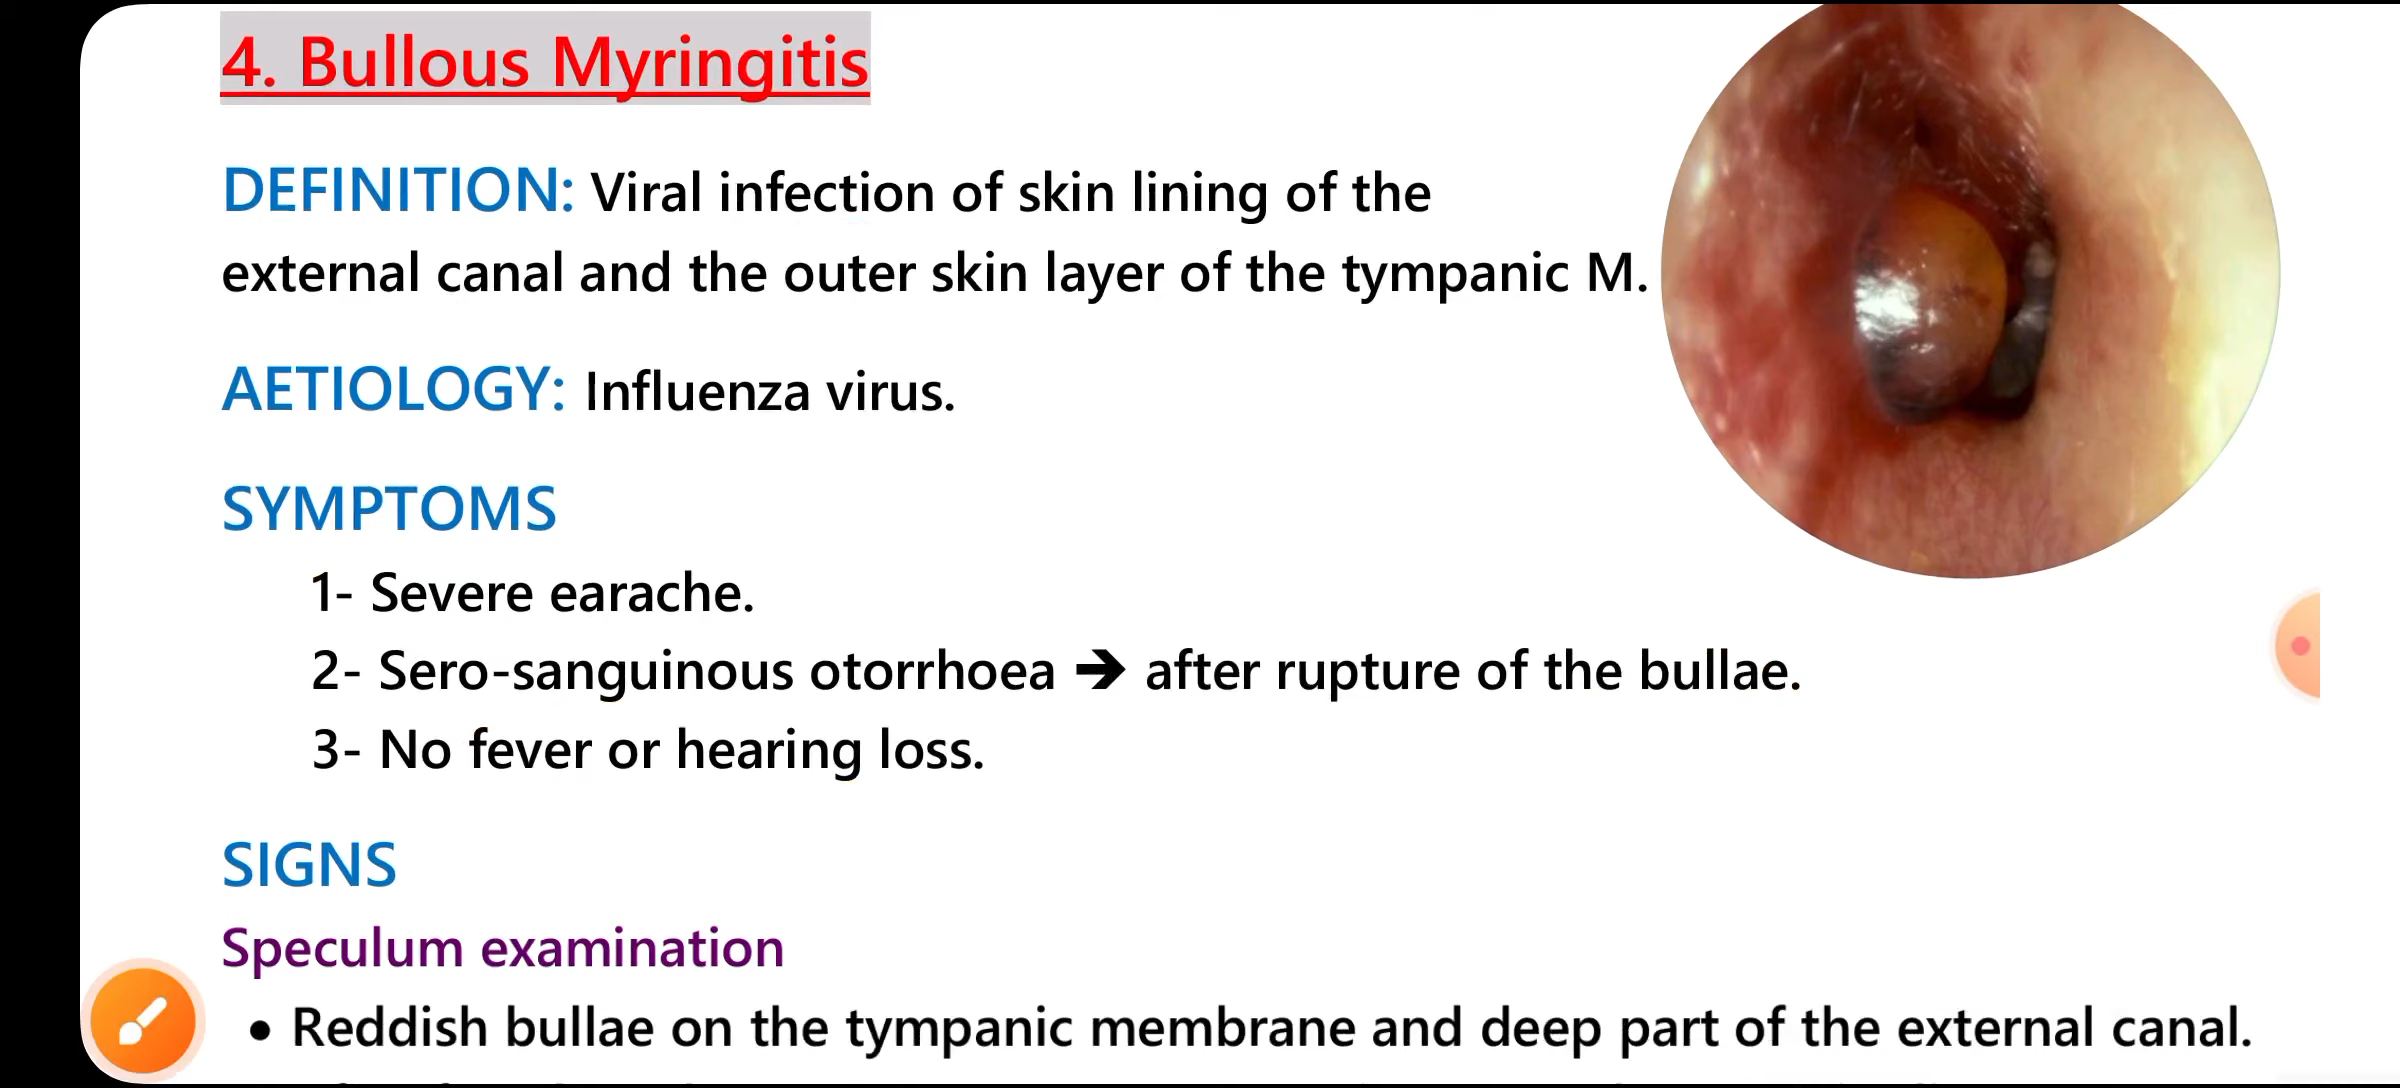 4. Bullous Myringitis
DEFINITION: Viral infection of skin lining of the
external canal and the outer skin layer of the tympanic M.
AETIOLOGY: Influenza virus.
SYMPTOMS
1- Severe earache.
2- Sero-sanguinous otorrhoea ➔ after rupture of the bullae.
3- No fever or hearing loss.
SIGNS
Speculum examination
• Reddish bullae on the tympanic membrane and deep part of the external canal.